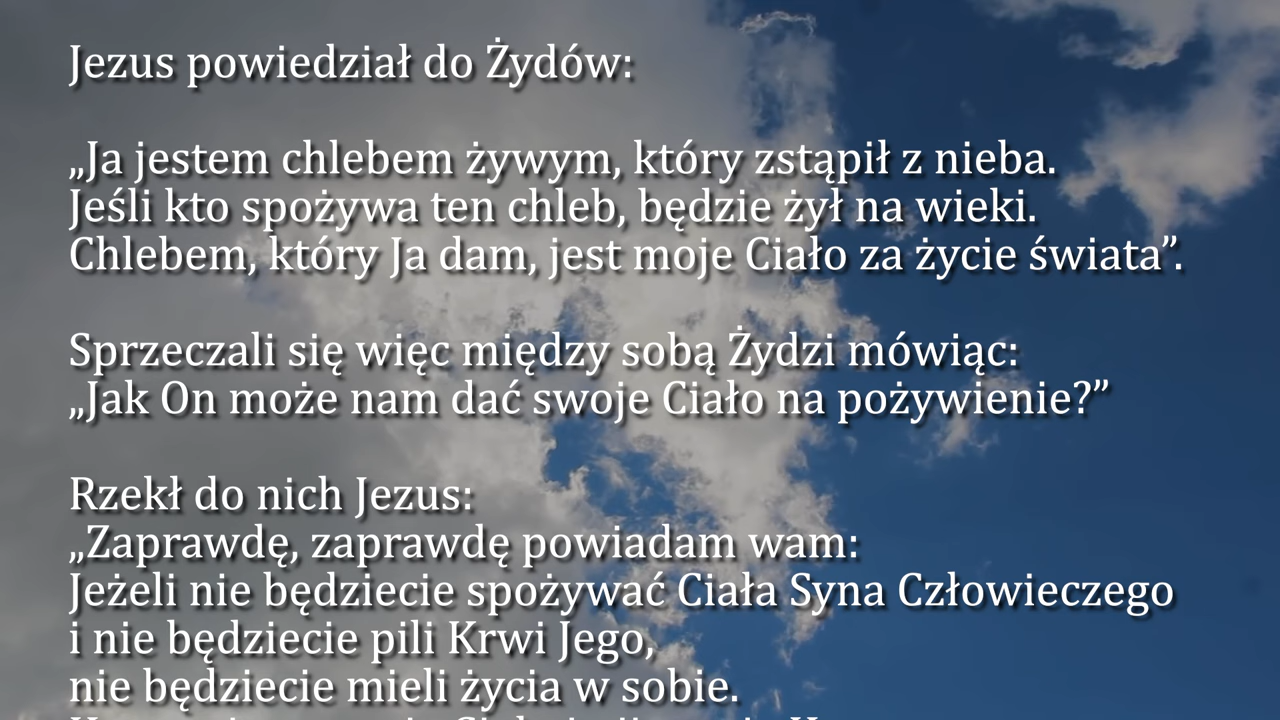 Jezus powiedział do Żydów:
„Ja jestem chlebem żywym, który zstąpił z nieba.
Jeśli kto spożywa ten chleb, będzie żył na wieki.
Chlebem, który Ja dam, jest moje Ciało za życie świata”.
Sprzeczali się więc między sobą Żydzi mówiąc:
„Jak On może nam dać swoje Ciało na pożywienie?”
Rzekł do nich Jezus:
„Zaprawdę, zaprawdę powiadam wam:
Jeżeli nie będziecie spożywać Ciała Syna Człowieczego
i nie będziecie pili Krwi Jego,
nie będziecie mieli życia w sobie.